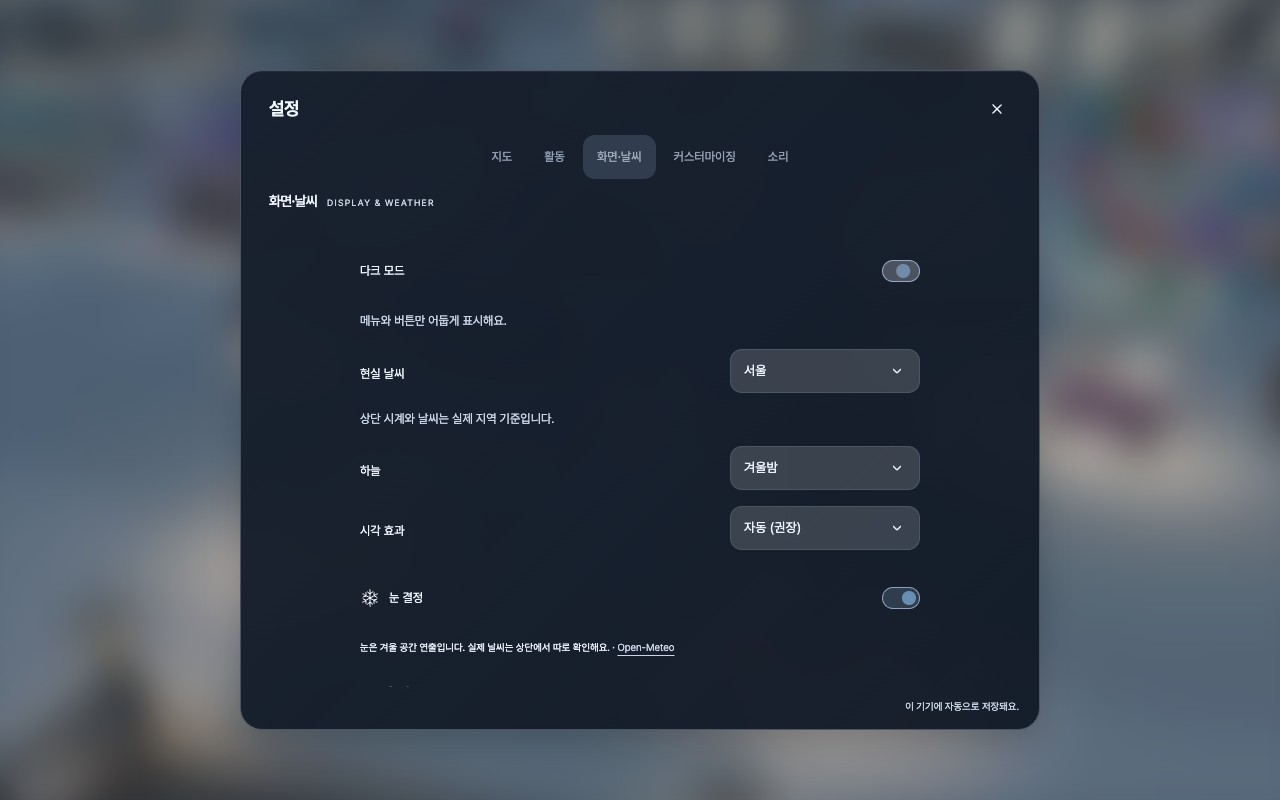 설정
지도 활동 화면·날씨 커스터마이징 소리
화면·날씨 DISPLAY & WEATHER
다크 모드
메뉴와 버튼만 어둡게 표시해요.
현실 날씨 서울
상단 시계와 날씨는 실제 지역 기준입니다.
하늘 겨울밤
시각 효과 자동 (권장)
눈 결정
눈은 겨울 공간 연출입니다. 실제 날씨는 상단에서 따로 확인해요. · Open-Meteo
이 기기에 자동으로 저장돼요.